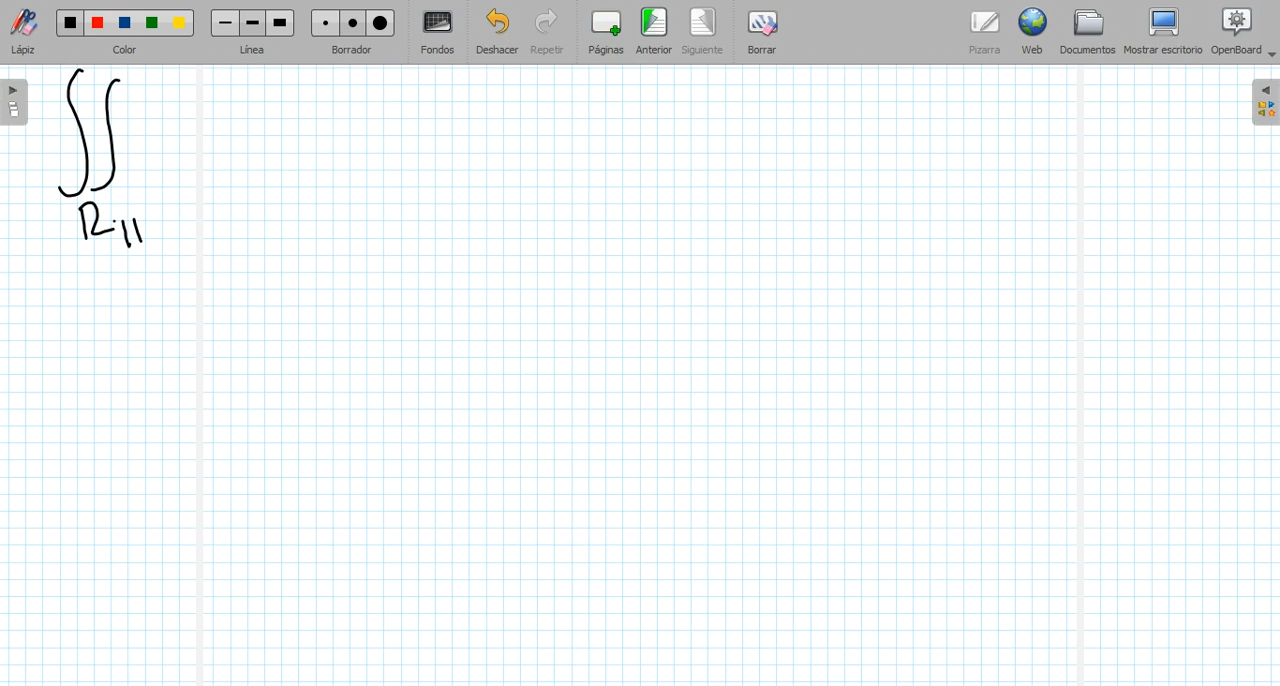 Lápiz Color Línea Borrador Fondos Deshacer Repetir Páginas Anterior Siguiente Borrar Pizarra Web Documentos Mostrar escritorio OpenBoard
∬
R